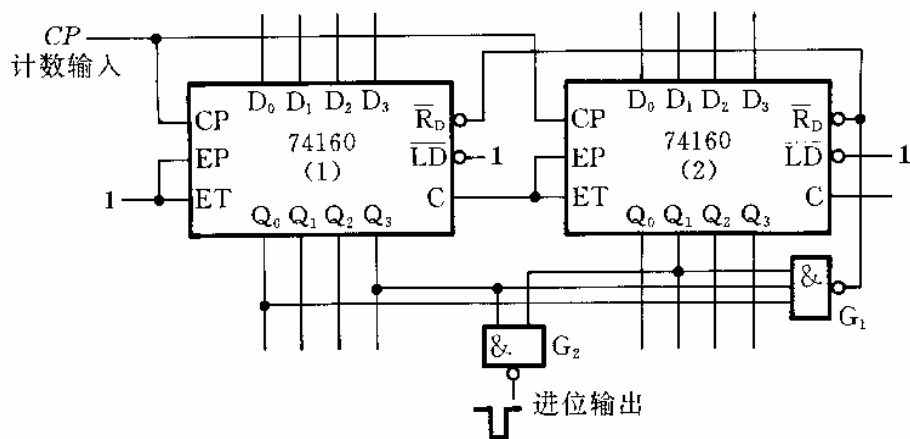 CP
计数输入
D₀ D₁ D₂ D₃
CP
EP
ET
74160
(1)
R̅_D
L̅D̅
C
1
1
Q₀ Q₁ Q₂ Q₃
D₀ D₁ D₂ D₃
CP
EP
ET
74160
(2)
R̅_D
L̅D̅
C
1
Q₀ Q₁ Q₂ Q₃
&
G₁
&
G₂
进位输出